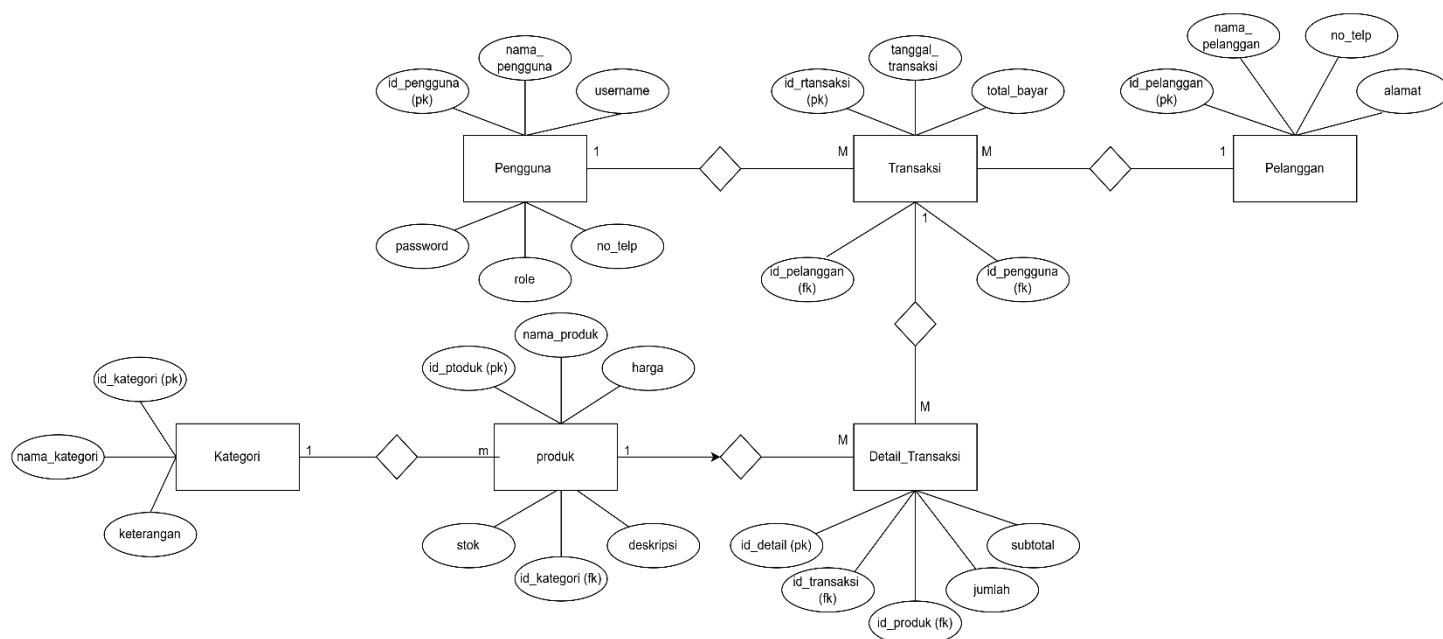 nama_
pengguna
id_pengguna
(pk)
username
Pengguna
password
role
no_telp
1
M
tanggal_
transaksi
id_rtansaksi
(pk)
total_bayar
Transaksi
id_pelanggan
(fk)
id_pengguna
(fk)
M
1
nama_
pelanggan
no_telp
id_pelanggan
(pk)
alamat
Pelanggan
1
M
id_kategori (pk)
nama_kategori
Kategori
keterangan
1
m
nama_produk
id_ptoduk (pk)
harga
produk
stok
id_kategori (fk)
deskripsi
1
M
Detail_Transaksi
id_detail (pk)
id_transaksi
(fk)
id_produk (fk)
jumlah
subtotal